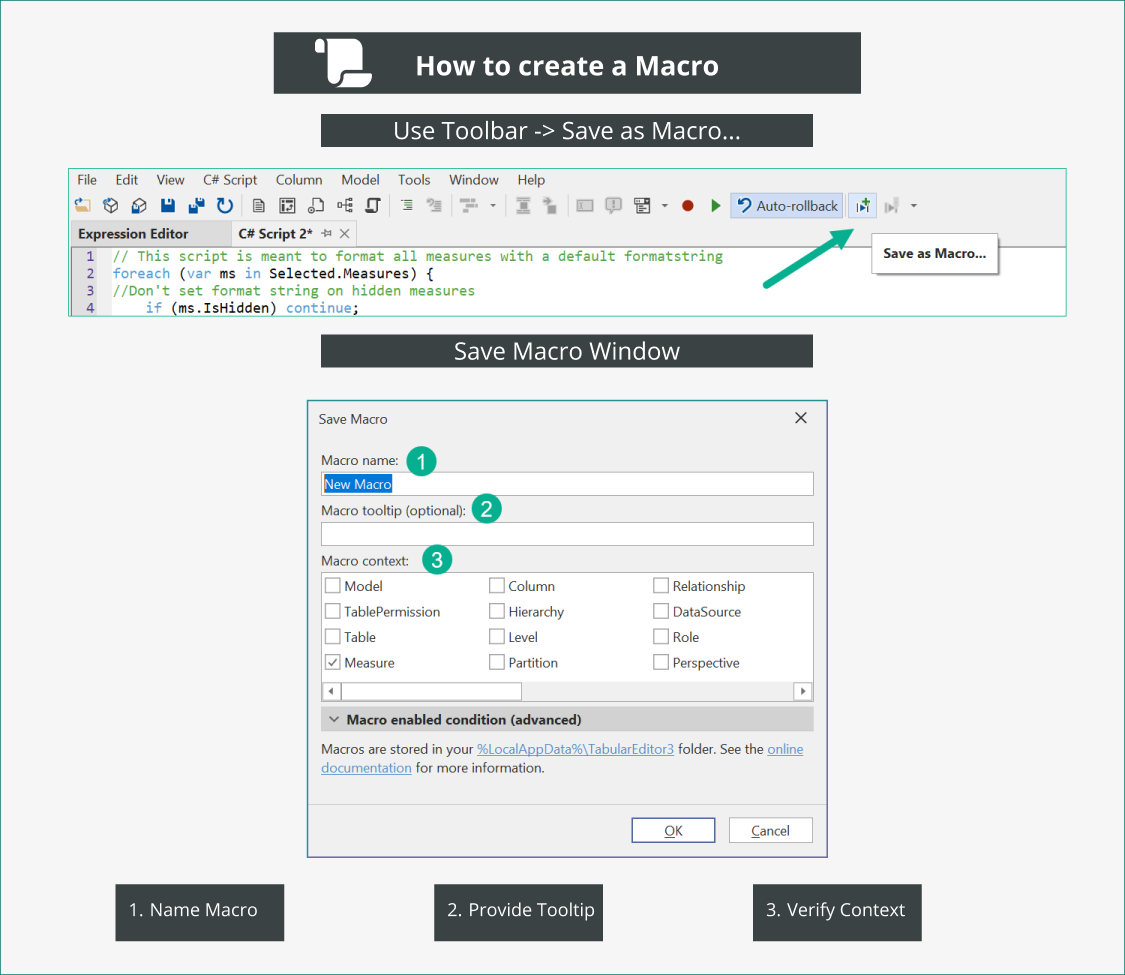 How to create a Macro
Use Toolbar -> Save as Macro...
File Edit View C# Script Column Model Tools Window Help
Auto-rollback
Expression Editor C# Script 2*
Save as Macro...
1 // This script is meant to format all measures with a default formatstring
2 foreach (var ms in Selected.Measures) {
3 //Don't set format string on hidden measures
4 if (ms.IsHidden) continue;
Save Macro Window
Save Macro
Macro name: 1
New Macro
Macro tooltip (optional): 2
Macro context: 3
Model Column Relationship
TablePermission Hierarchy DataSource
Table Level Role
Measure Partition Perspective
Macro enabled condition (advanced)
Macros are stored in your %LocalAppData%\TabularEditor3 folder. See the online
documentation for more information.
OK Cancel
1. Name Macro 2. Provide Tooltip 3. Verify Context